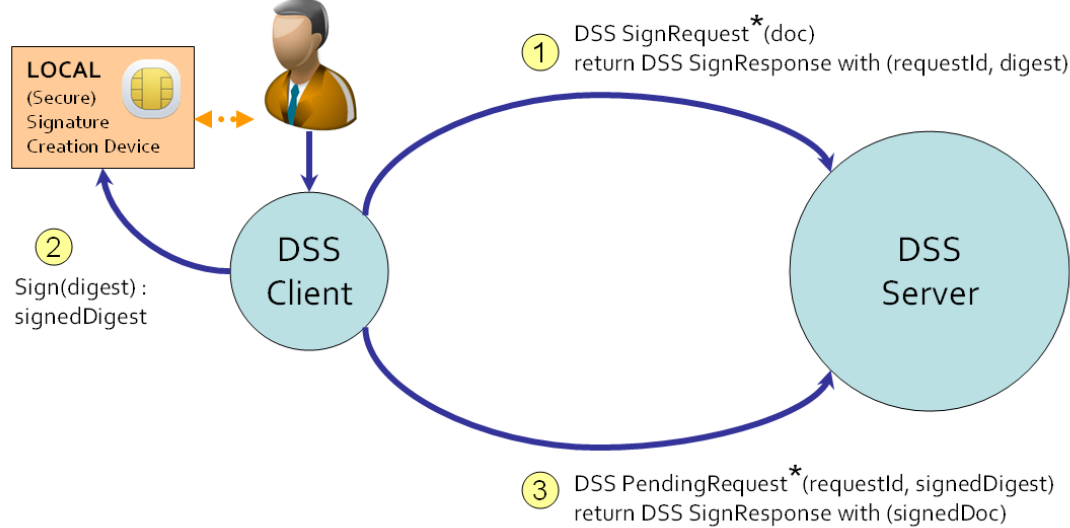 1
DSS SignRequest*(doc)
return DSS SignResponse with (requestId, digest)
LOCAL
(Secure)
Signature
Creation Device
2
Sign(digest) :
signedDigest
DSS
Client
DSS
Server
3
DSS PendingRequest*(requestId, signedDigest)
return DSS SignResponse with (signedDoc)